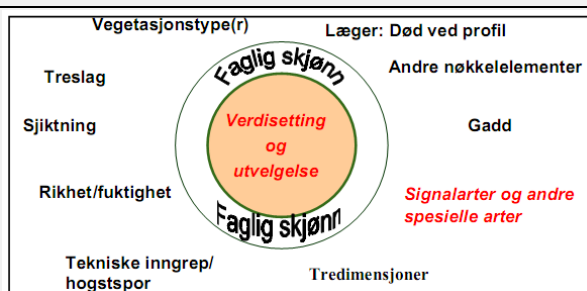 Vegetasjonstype(r)
Læger: Død ved profil
Treslag
Faglig skjønn
Andre nøkkelelementer
Sjiktning
Verdisetting
og
utvelgelse
Gadd
Rikhet/fuktighet
Signalarter og andre
spesielle arter
Faglig skjønn
Tekniske inngrep/
hogstspor
Tredimensjoner